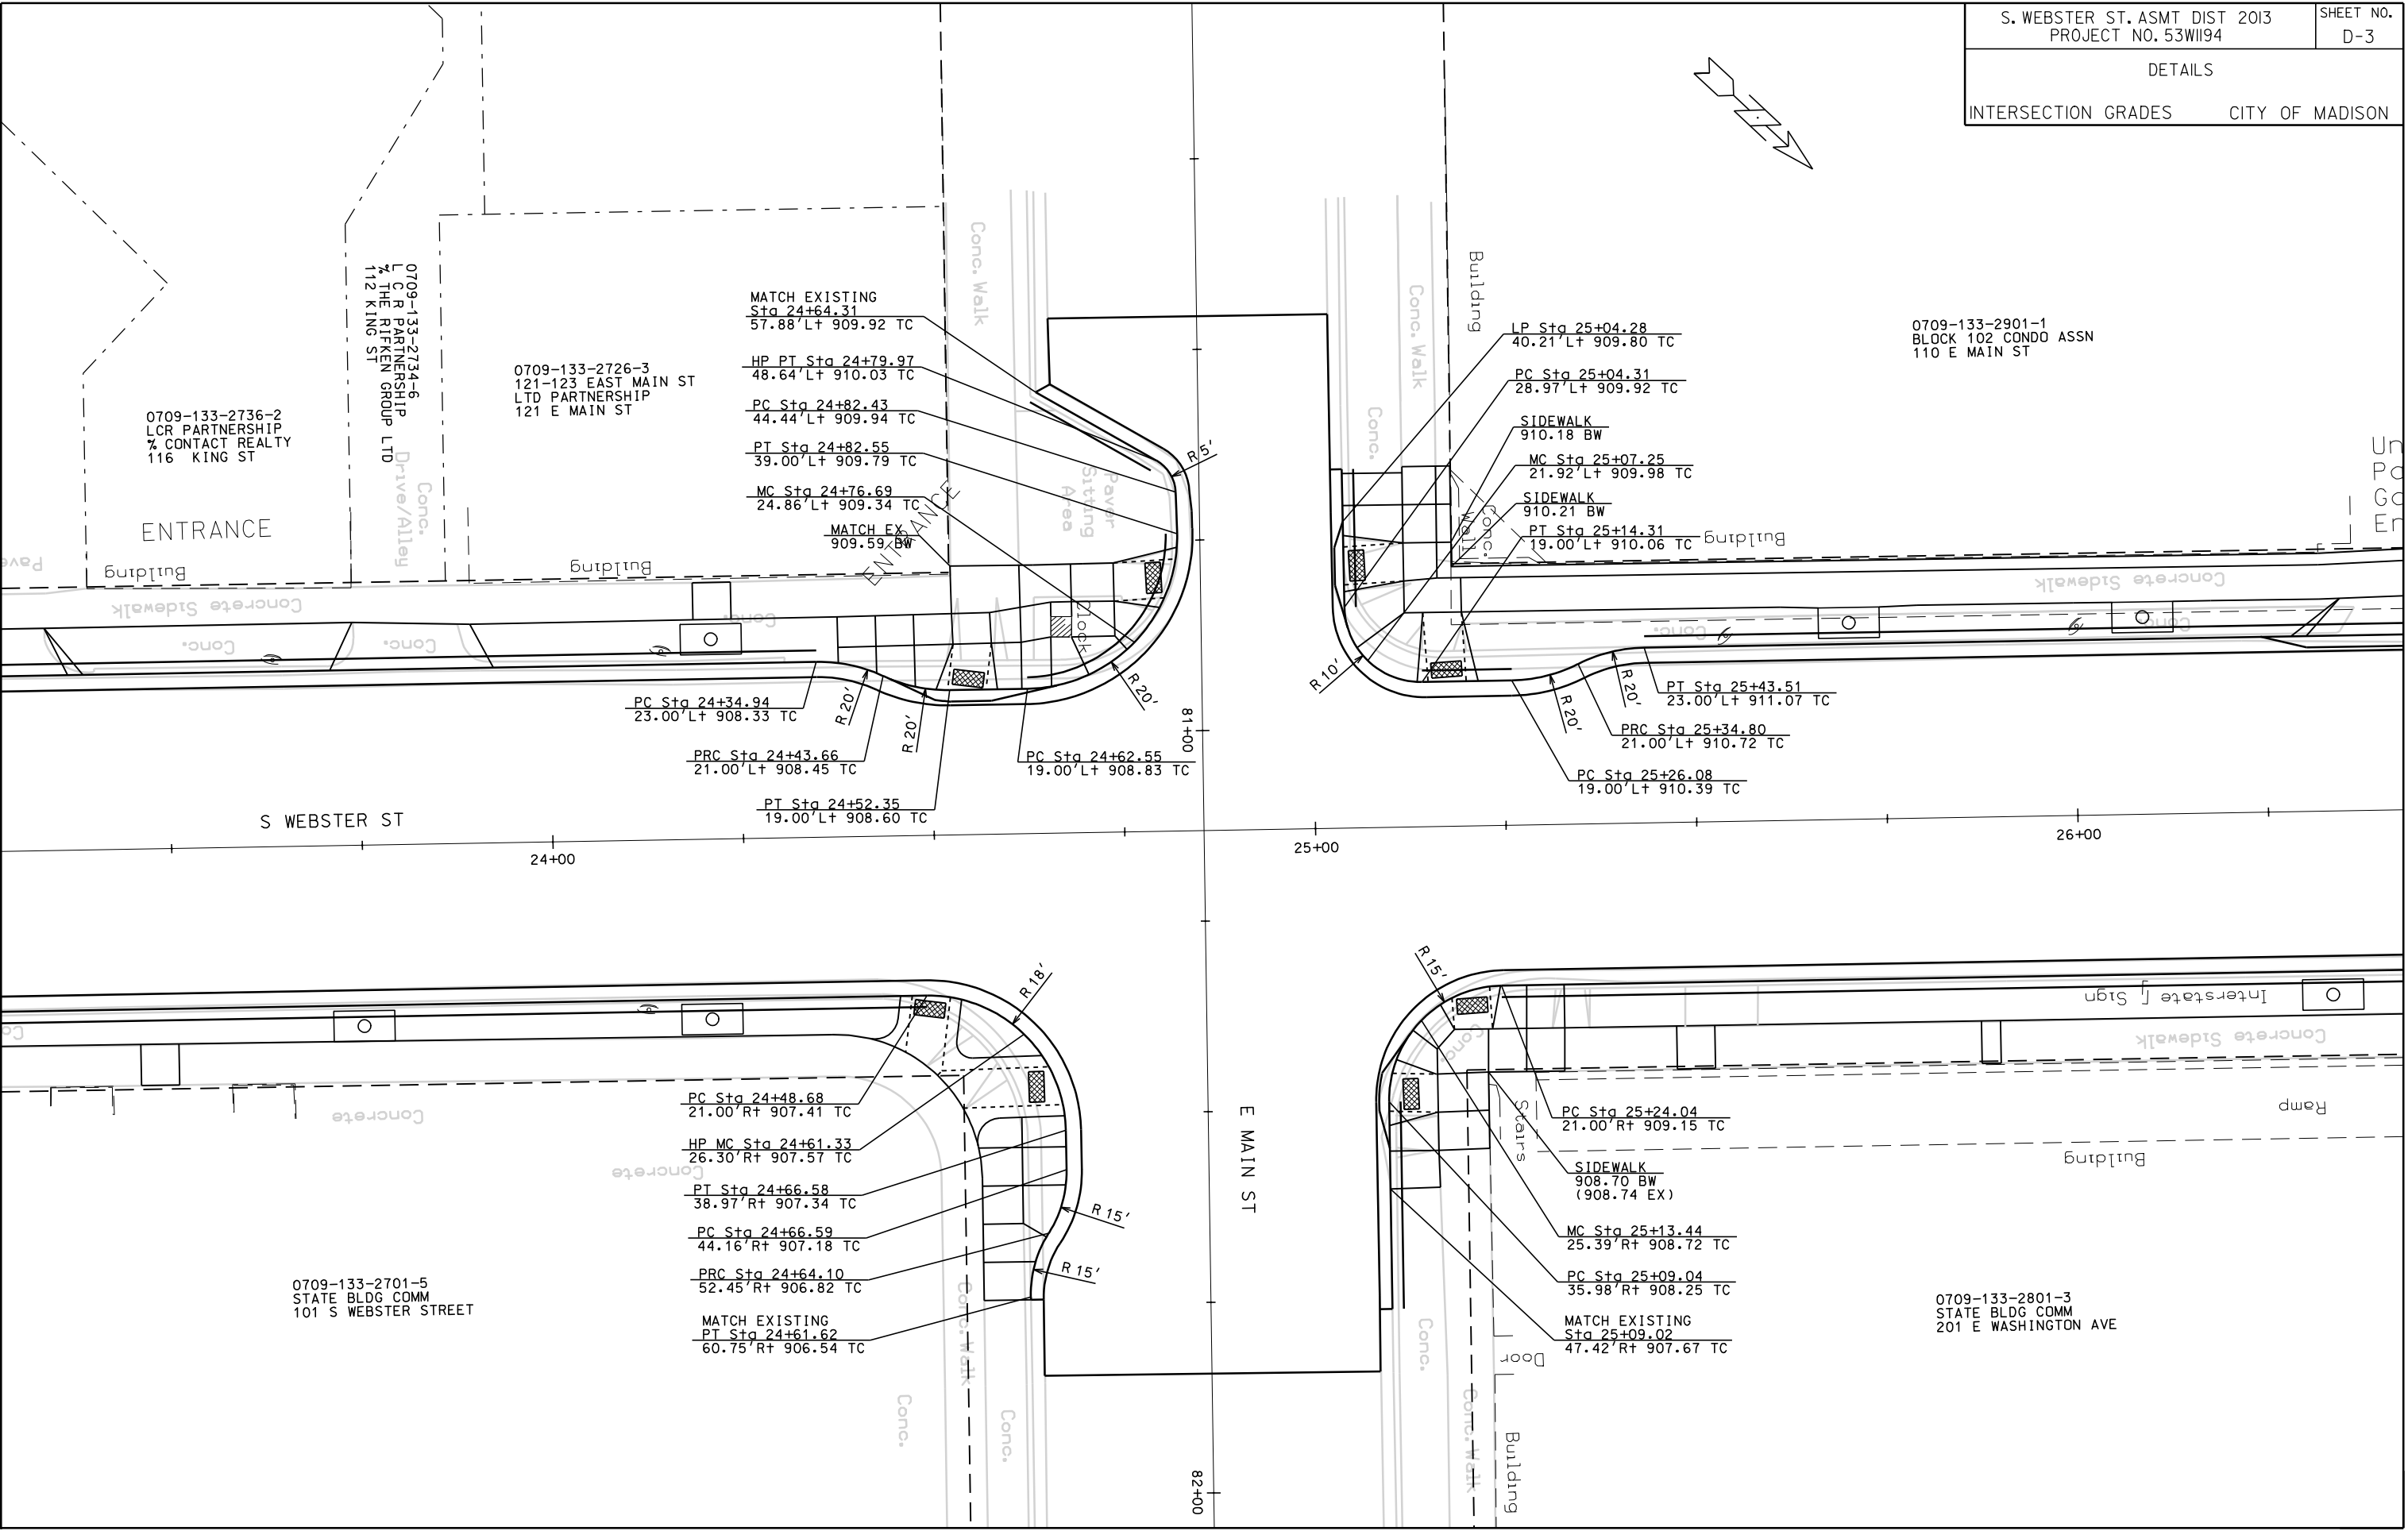 S. WEBSTER ST. ASMT DIST 2013
PROJECT NO. 53W1194
SHEET NO.
D-3
DETAILS
INTERSECTION GRADES CITY OF MADISON
0709-133-2736-2
LCR PARTNERSHIP
% CONTACT REALTY
116 KING ST
0709-133-2734-6
L C R PARTNERSHIP
% THE RIFKEN GROUP LTD
112 KING ST
0709-133-2726-3
121-123 EAST MAIN ST
LTD PARTNERSHIP
121 E MAIN ST
0709-133-2901-1
BLOCK 102 CONDO ASSN
110 E MAIN ST
ENTRANCE
ENTRANCE
Conc.
Drive/Alley
Building
Building
Concrete Sidewalk
Conc.
Conc.
Conc.
Conc. Walk
Paver
Sitting
Area
Clock
MATCH EXISTING
Sta 24+64.31
57.88'Lt 909.92 TC
HP PT Sta 24+79.97
48.64'Lt 910.03 TC
PC Sta 24+82.43
44.44'Lt 909.94 TC
PT Sta 24+82.55
39.00'Lt 909.79 TC
MC Sta 24+76.69
24.86'Lt 909.34 TC
MATCH EX
909.59 BW
R 5'
R 20'
R 20'
R 20'
PC Sta 24+34.94
23.00'Lt 908.33 TC
PRC Sta 24+43.66
21.00'Lt 908.45 TC
PT Sta 24+52.35
19.00'Lt 908.60 TC
PC Sta 24+62.55
19.00'Lt 908.83 TC
81+00
Conc. Walk
Conc.
Building
Conc.
Wall
Building
Concrete Sidewalk
Conc.
Conc.
LP Sta 25+04.28
40.21'Lt 909.80 TC
PC Sta 25+04.31
28.97'Lt 909.92 TC
SIDEWALK
910.18 BW
MC Sta 25+07.25
21.92'Lt 909.98 TC
SIDEWALK
910.21 BW
PT Sta 25+14.31
19.00'Lt 910.06 TC
R 10'
R 20'
R 20'
PT Sta 25+43.51
23.00'Lt 911.07 TC
PRC Sta 25+34.80
21.00'Lt 910.72 TC
PC Sta 25+26.08
19.00'Lt 910.39 TC
S WEBSTER ST
24+00
25+00
26+00
R 18'
PC Sta 24+48.68
21.00'Rt 907.41 TC
HP MC Sta 24+61.33
26.30'Rt 907.57 TC
PT Sta 24+66.58
38.97'Rt 907.34 TC
PC Sta 24+66.59
44.16'Rt 907.18 TC
PRC Sta 24+64.10
52.45'Rt 906.82 TC
MATCH EXISTING
PT Sta 24+61.62
60.75'Rt 906.54 TC
R 15'
R 15'
Concrete
Concrete
Conc. Walk
Conc.
Conc.
0709-133-2701-5
STATE BLDG COMM
101 S WEBSTER STREET
E MAIN ST
82+00
R 15'
Conc
PC Sta 25+24.04
21.00'Rt 909.15 TC
SIDEWALK
908.70 BW
(908.74 EX)
MC Sta 25+13.44
25.39'Rt 908.72 TC
PC Sta 25+09.04
35.98'Rt 908.25 TC
MATCH EXISTING
Sta 25+09.02
47.42'Rt 907.67 TC
Interstate Sign
Concrete Sidewalk
Ramp
Building
Stairs
Door
Conc.
Conc. Walk
Building
0709-133-2801-3
STATE BLDG COMM
201 E WASHINGTON AVE